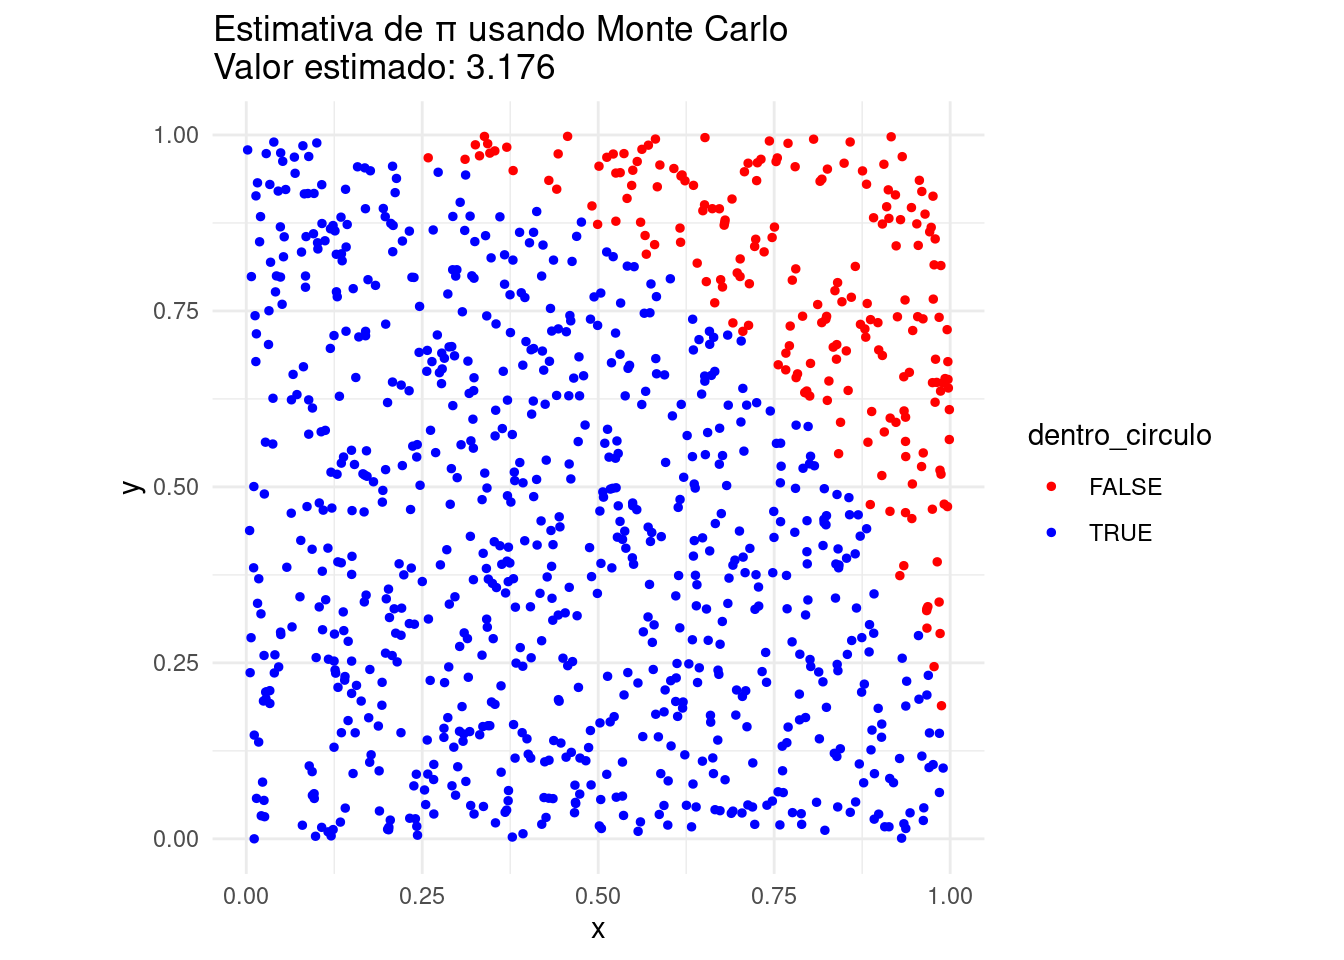 Estimativa de π usando Monte Carlo
Valor estimado: 3.176
1.00
0.75
0.50
0.25
0.00
y
0.00 0.25 0.50 0.75 1.00
x
dentro_circulo
FALSE
TRUE